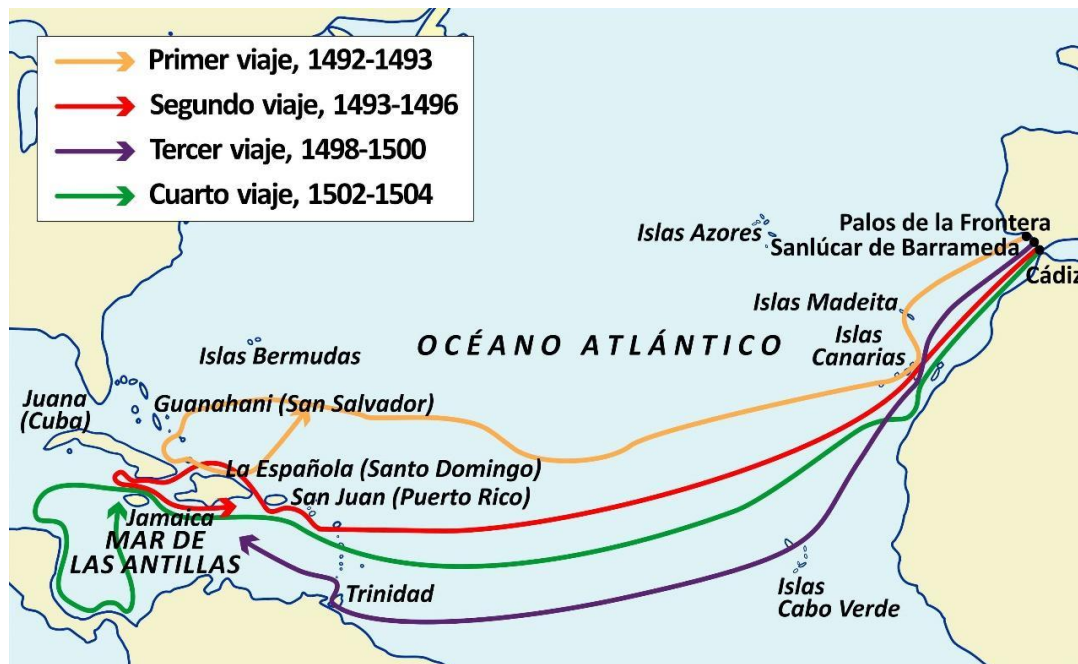 Primer viaje, 1492-1493
Segundo viaje, 1493-1496
Tercer viaje, 1498-1500
Cuarto viaje, 1502-1504
Islas Azores
Palos de la Frontera
Sanlúcar de Barrameda
Cádiz
Islas Madeita
Islas
Canarias
OCÉANO ATLÁNTICO
Islas Bermudas
Juana
(Cuba)
Guanahani (San Salvador)
La Española (Santo Domingo)
San Juan (Puerto Rico)
Jamaica
MAR DE
LAS ANTILLAS
Trinidad
Islas
Cabo Verde